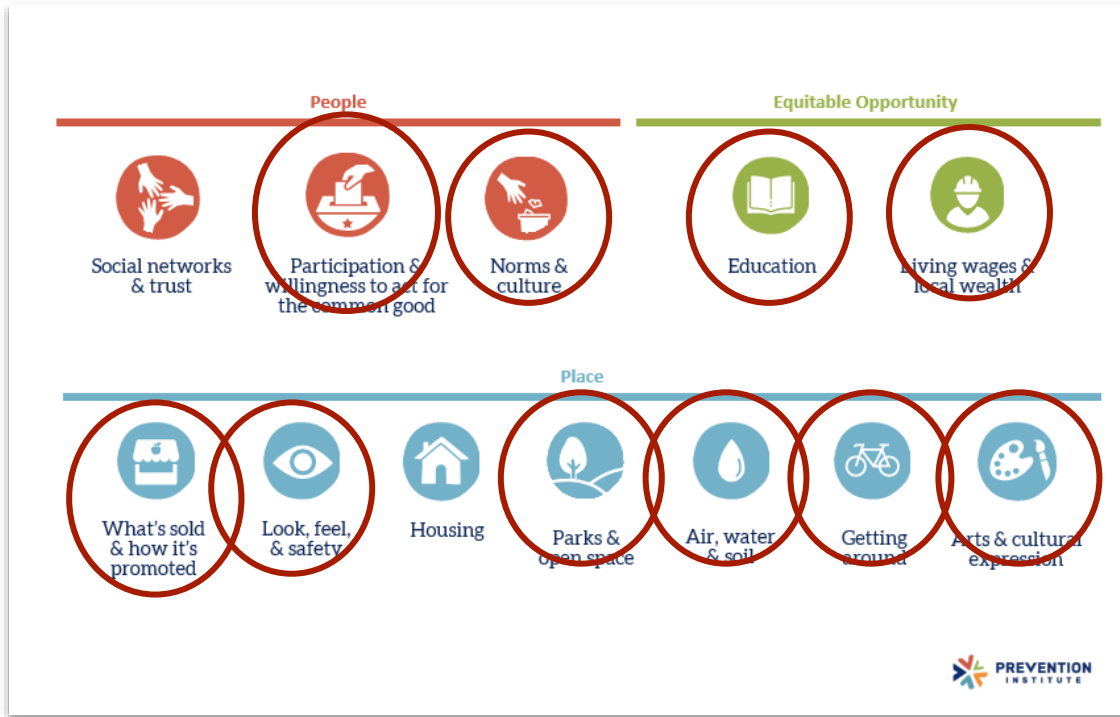 People
Equitable Opportunity
Social networks
& trust
Participation &
willingness to act for
the common good
Norms &
culture
Education
Living wages &
local wealth
Place
What's sold
& how it's
promoted
Look, feel,
& safety
Housing
Parks &
open space
Air, water
& soil
Getting
around
Arts & cultural
expression
PREVENTION
INSTITUTE